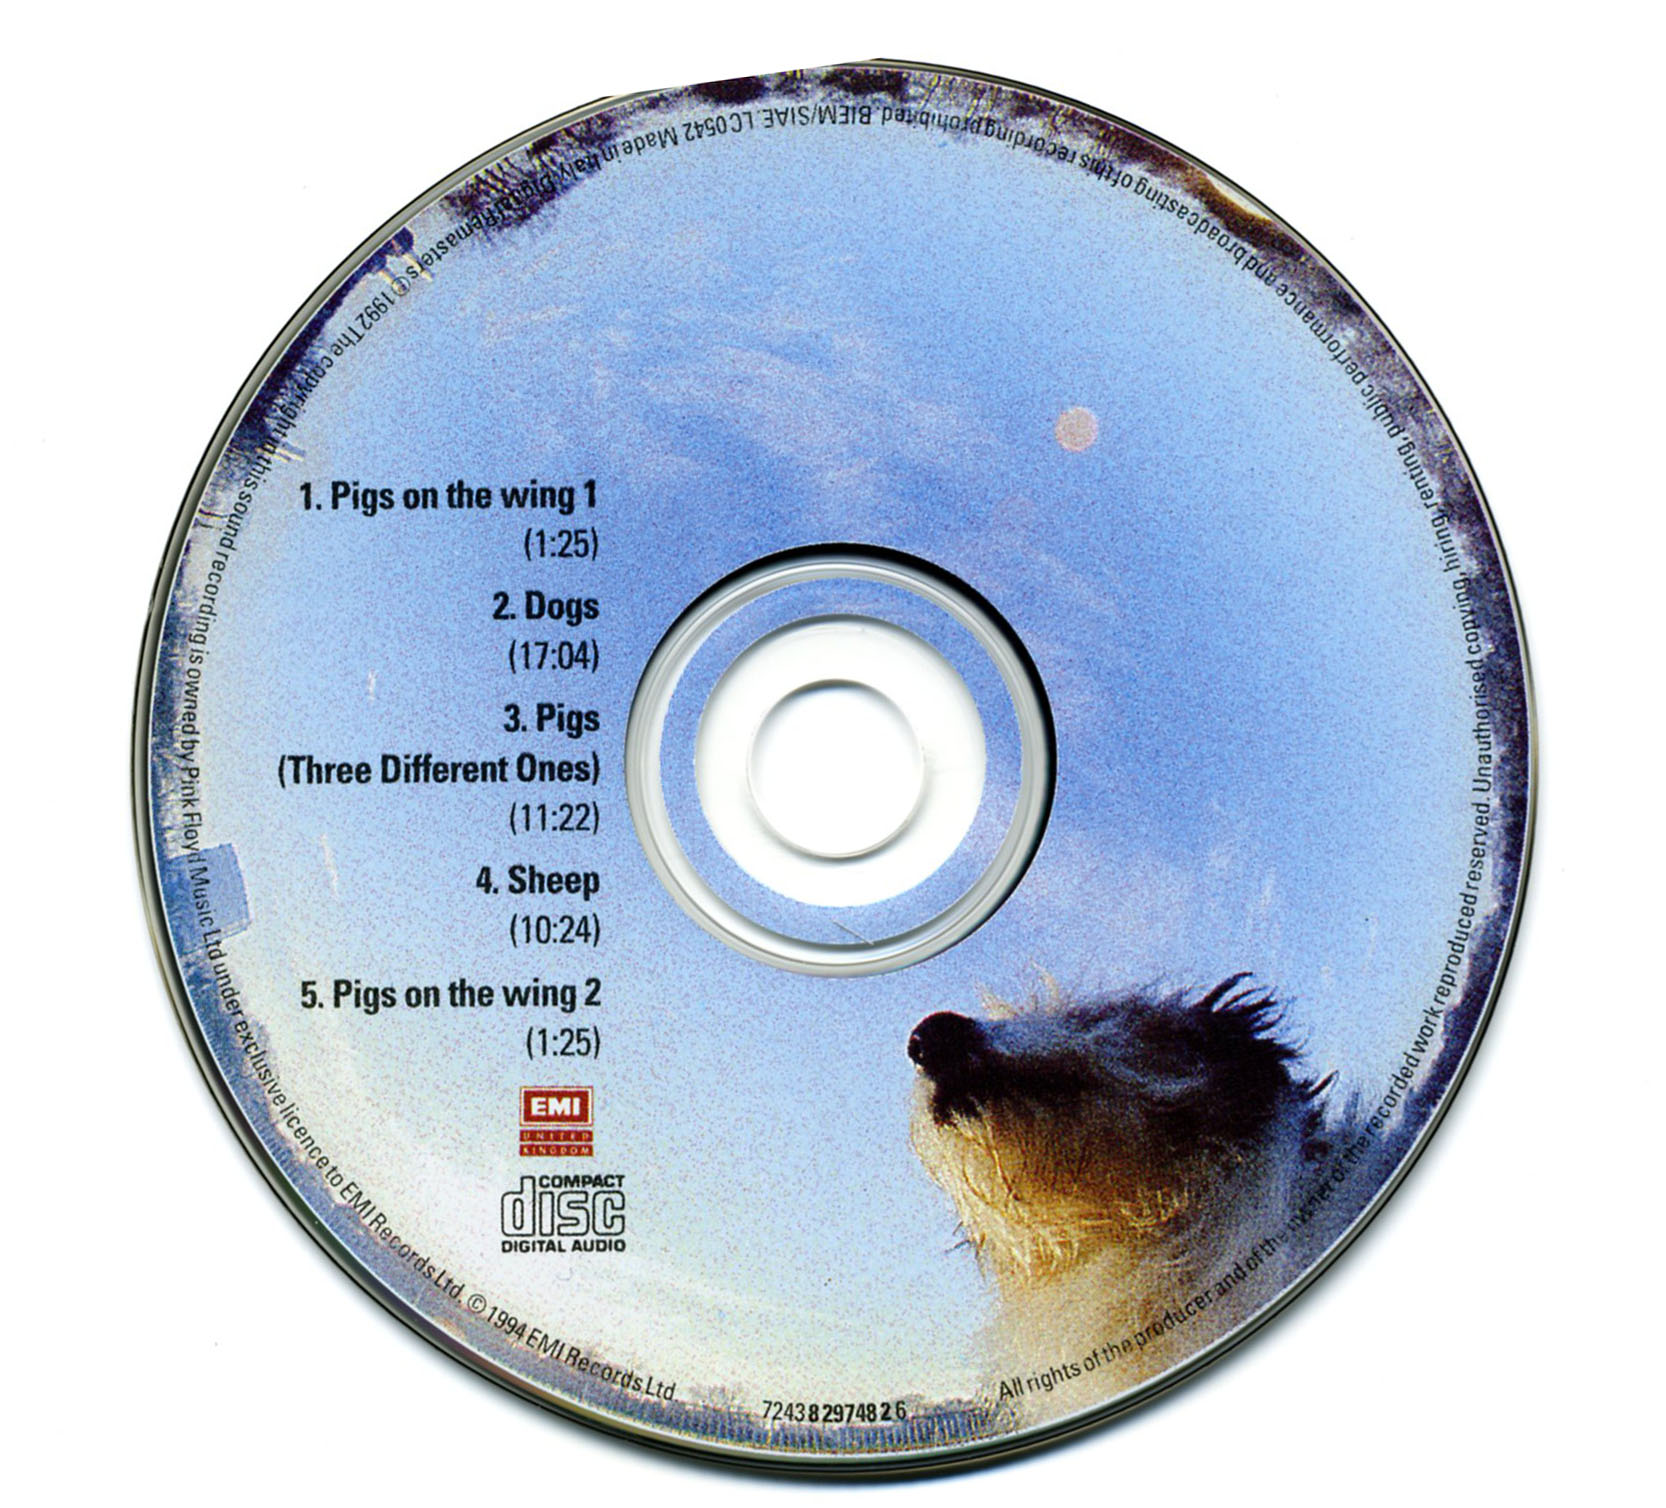 1. Pigs on the wing 1
(1:25)
2. Dogs
(17:04)
3. Pigs
(Three Different Ones)
(11:22)
4. Sheep
(10:24)
5. Pigs on the wing 2
(1:25)
EMI
UNITED
KINGDOM
COMPACT
disc
DIGITAL AUDIO
All rights of the producer and of the owner of the recorded work reproduced reserved. Unauthorised copying, hiring, renting, public performance and broadcasting of this recording prohibited. BIEM/SIAE. LC0542 Made in Italy. Digital Remasters ℗ 1992 The copyright in this sound recording is owned by Pink Floyd Music Ltd under exclusive licence to EMI Records Ltd. © 1994 EMI Records Ltd.
7243 8 29748 2 6